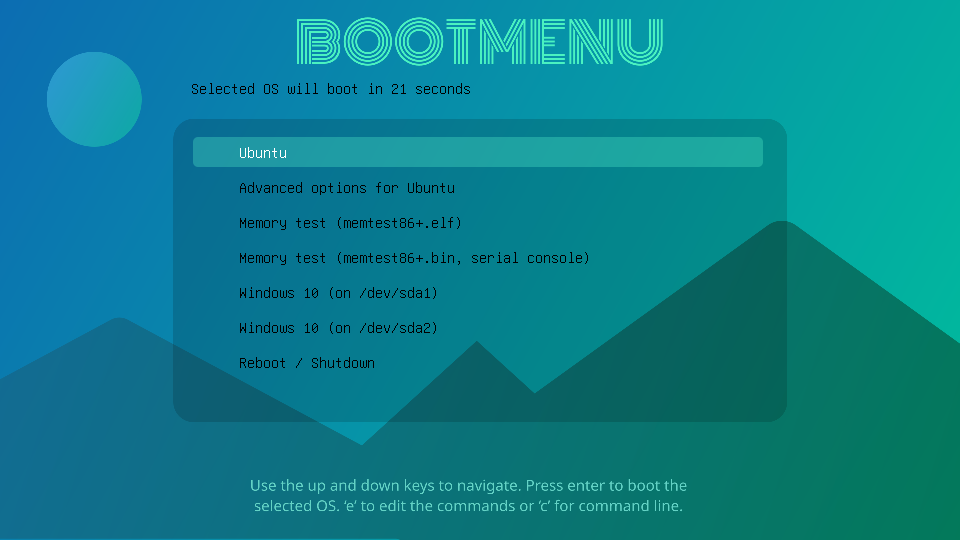 BOOTMENU
Selected OS will boot in 21 seconds
Ubuntu
Advanced options for Ubuntu
Memory test (memtest86+.elf)
Memory test (memtest86+.bin, serial console)
Windows 10 (on /dev/sda1)
Windows 10 (on /dev/sda2)
Reboot / Shutdown
Use the up and down keys to navigate. Press enter to boot the
selected OS. ‘e’ to edit the commands or ‘c’ for command line.